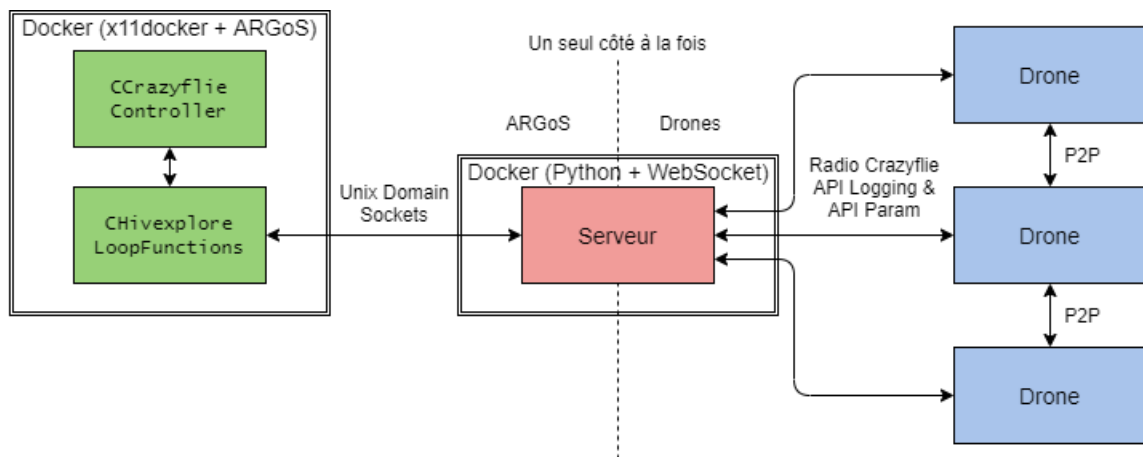 Docker (x11docker + ARGoS)
CCrazyflie
Controller
CHivexplore
LoopFunctions
Unix Domain
Sockets
Un seul côté à la fois
ARGoS
Drones
Docker (Python + WebSocket)
Serveur
Radio Crazyflie
API Logging &
API Param
Drone
P2P
Drone
P2P
Drone